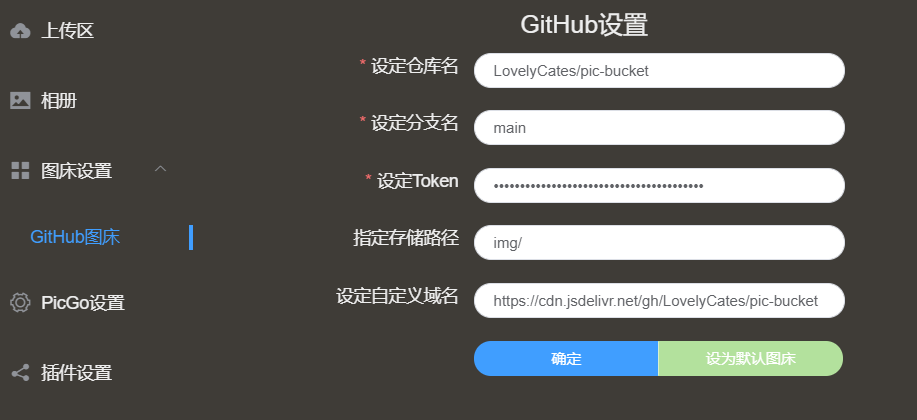 上传区
相册
图床设置
GitHub图床
PicGo设置
插件设置
GitHub设置
* 设定仓库名
LovelyCates/pic-bucket
* 设定分支名
main
* 设定Token
••••••••••••••••••••••••••••••••••••••••
指定存储路径
img/
设定自定义域名
https://cdn.jsdelivr.net/gh/LovelyCates/pic-bucket
确定
设为默认图床